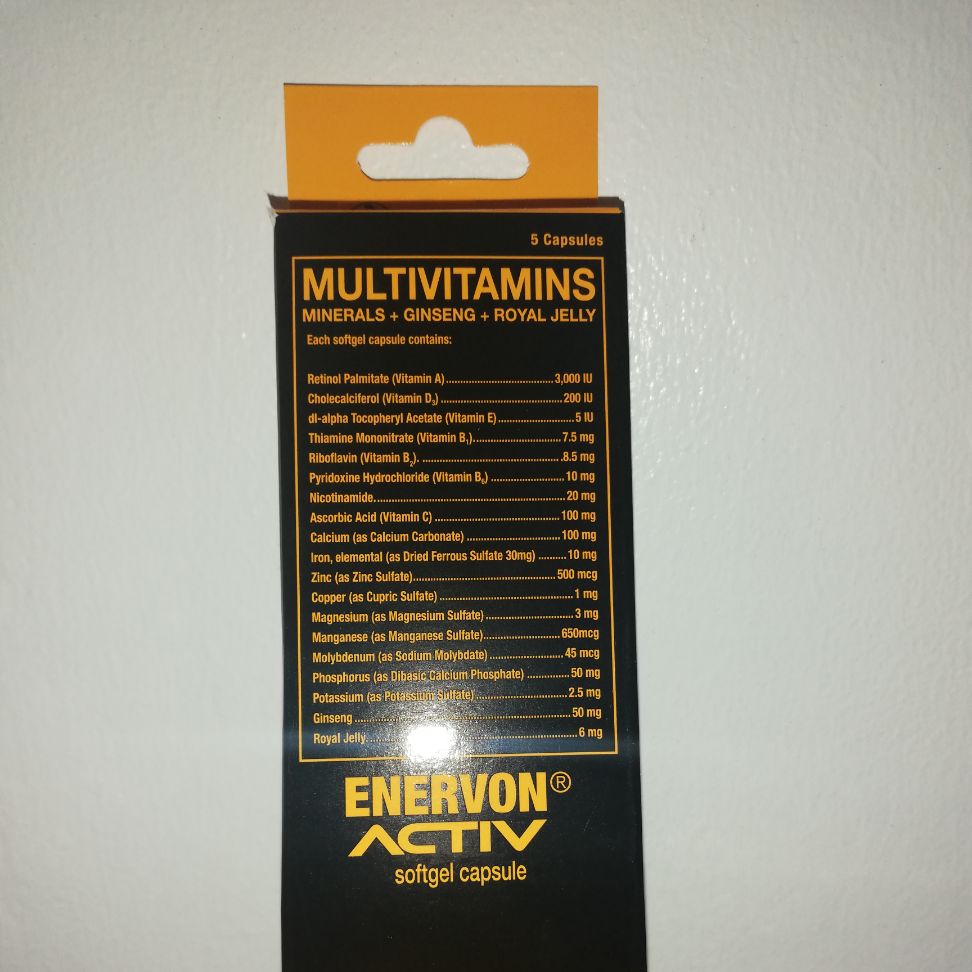 5 Capsules
MULTIVITAMINS
MINERALS + GINSENG + ROYAL JELLY
Each softgel capsule contains:
Retinol Palmitate (Vitamin A)..........3,000 IU
Cholecalciferol (Vitamin D₃)..........200 IU
dl-alpha Tocopheryl Acetate (Vitamin E)..........5 IU
Thiamine Mononitrate (Vitamin B₁)..........7.5 mg
Riboflavin (Vitamin B₂)...........8.5 mg
Pyridoxine Hydrochloride (Vitamin B₆)..........10 mg
Nicotinamide..........20 mg
Ascorbic Acid (Vitamin C)..........100 mg
Calcium (as Calcium Carbonate)..........100 mg
Iron, elemental (as Dried Ferrous Sulfate 30mg)..........10 mg
Zinc (as Zinc Sulfate)..........500 mcg
Copper (as Cupric Sulfate)..........1 mg
Magnesium (as Magnesium Sulfate)..........3 mg
Manganese (as Manganese Sulfate)..........650mcg
Molybdenum (as Sodium Molybdate)..........45 mcg
Phosphorus (as Dibasic Calcium Phosphate)..........50 mg
Potassium (as Potassium Sulfate)..........2.5 mg
Ginseng..........50 mg
Royal Jelly..........6 mg
ENERVON®
ACTIV
softgel capsule